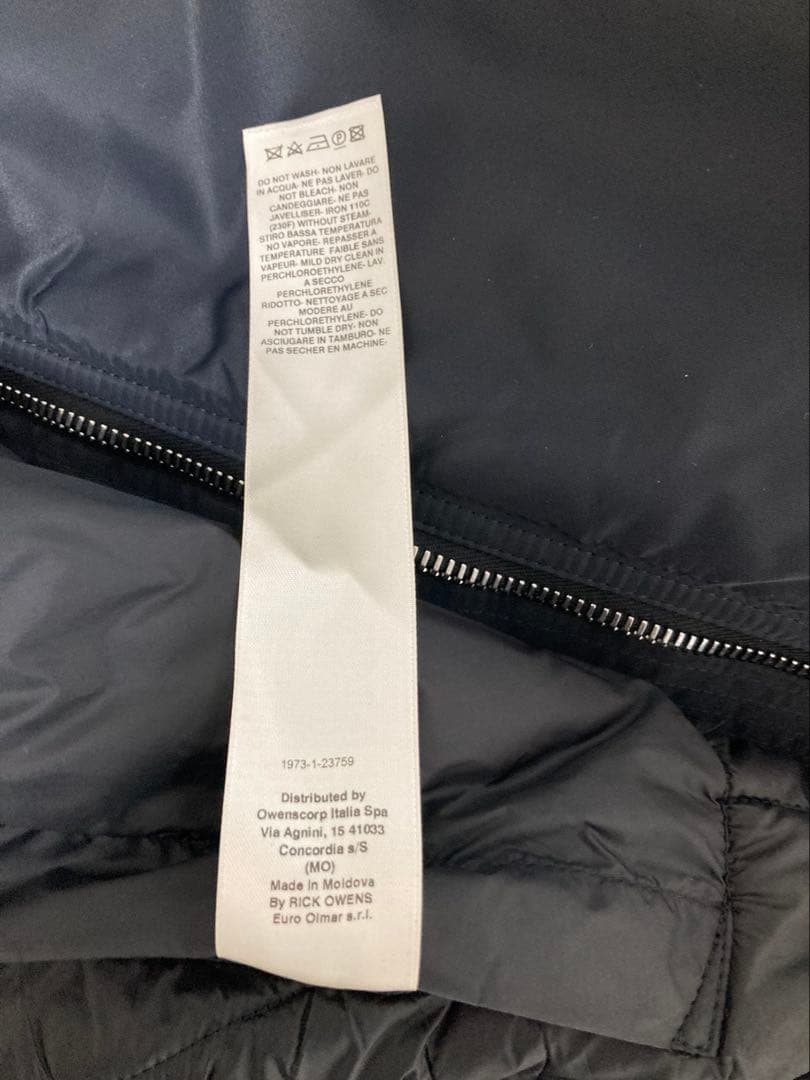 DO NOT WASH- NON LAVARE
IN ACQUA- NE PAS LAVER- DO
NOT BLEACH- NON
CANDEGGIARE- NE PAS
JAVELLISER- IRON 110C
(230F) WITHOUT STEAM-
STIRO BASSA TEMPERATURA
NO VAPORE- REPASSER A
TEMPERATURE FAIBLE SANS
VAPEUR- MILD DRY CLEAN IN
PERCHLOROETHYLENE- LAV.
A SECCO
PERCHLORETHYLENE
RIDOTTO- NETTOYAGE A SEC
MODERE AU
PERCHLORETHYLENE- DO
NOT TUMBLE DRY- NON
ASCIUGARE IN TAMBURO- NE
PAS SECHER EN MACHINE-
1973-1-23759
Distributed by
Owenscorp Italia Spa
Via Agnini, 15 41033
Concordia s/S
(MO)
Made in Moldova
By RICK OWENS
Euro Olmar s.r.l.